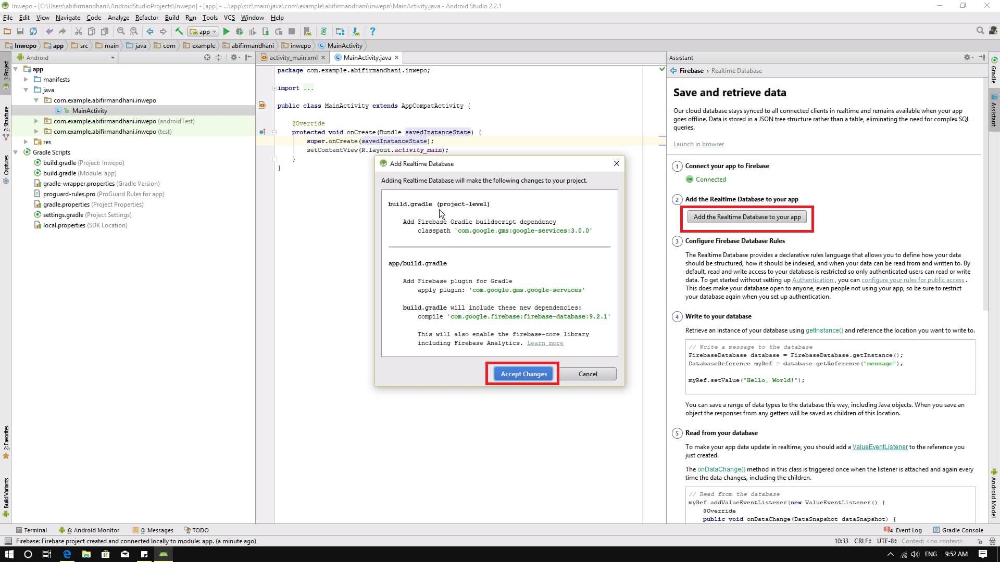 Inwepo - [C:\Users\abifirmandhani\AndroidStudioProjects\Inwepo] - [app] - ...\app\src\main\java\com\example\abifirmandhani\inwepo\MainActivity.java - Android Studio 2.2.1
File Edit View Navigate Code Analyze Refactor Build Run Tools VCS Window Help
app
Inwepo app src main java com example abifirmandhani inwepo MainActivity
1: Project
7: Structure
Captures
2: Favorites
Build Variants
Android
app
manifests
java
com.example.abifirmandhani.inwepo
MainActivity
com.example.abifirmandhani.inwepo (androidTest)
com.example.abifirmandhani.inwepo (test)
res
Gradle Scripts
build.gradle (Project: Inwepo)
build.gradle (Module: app)
gradle-wrapper.properties (Gradle Version)
proguard-rules.pro (ProGuard Rules for app)
gradle.properties (Project Properties)
settings.gradle (Project Settings)
local.properties (SDK Location)
activity_main.xml MainActivity.java
package com.example.abifirmandhani.inwepo;
import ...
public class MainActivity extends AppCompatActivity {
@Override
protected void onCreate(Bundle savedInstanceState) {
super.onCreate(savedInstanceState);
setContentView(R.layout.activity_main);
}
}
Add Realtime Database
Adding Realtime Database will make the following changes to your project.
build.gradle (project-level)
Add Firebase Gradle buildscript dependency
classpath 'com.google.gms:google-services:3.0.0'
app/build.gradle
Add Firebase plugin for Gradle
apply plugin: 'com.google.gms.google-services'
build.gradle will include these new dependencies:
compile 'com.google.firebase:firebase-database:9.2.1'
This will also enable the firebase-core library
including Firebase Analytics. Learn more
Accept Changes Cancel
Assistant
Firebase › Realtime Database
Save and retrieve data
Our cloud database stays synced to all connected clients in realtime and remains available when your app
goes offline. Data is stored in a JSON tree structure rather than a table, eliminating the need for complex SQL
queries.
Launch in browser
1 Connect your app to Firebase
Connected
2 Add the Realtime Database to your app
Add the Realtime Database to your app
3 Configure Firebase Database Rules
The Realtime Database provides a declarative rules language that allows you to define how your data
should be structured, how it should be indexed, and when your data can be read from and written to. By
default, read and write access to your database is restricted so only authenticated users can read or write
data. To get started without setting up Authentication , you can configure your rules for public access .
This does make your database open to anyone, even people not using your app, so be sure to restrict
your database again when you set up authentication.
4 Write to your database
Retrieve an instance of your database using getInstance() and reference the location you want to write to.
// Write a message to the database
FirebaseDatabase database = FirebaseDatabase.getInstance();
DatabaseReference myRef = database.getReference("message");
myRef.setValue("Hello, World!");
You can save a range of data types to the database this way, including Java objects. When you save an
object the responses from any getters will be saved as children of this location.
5 Read from your database
To make your app data update in realtime, you should add a ValueEventListener to the reference you
just created.
The onDataChange() method in this class is triggered once when the listener is attached and again every
time the data changes, including the children.
// Read from the database
myRef.addValueEventListener(new ValueEventListener() {
@Override
public void onDataChange(DataSnapshot dataSnapshot) {
Gradle
Assistant
Android Model
Terminal 6: Android Monitor 0: Messages TODO 4 Event Log Gradle Console
Firebase: Firebase project created and connected locally to module: app. (a minute ago) 10:33 CRLF UTF-8 Context: <no context>
ENG 9:52 AM